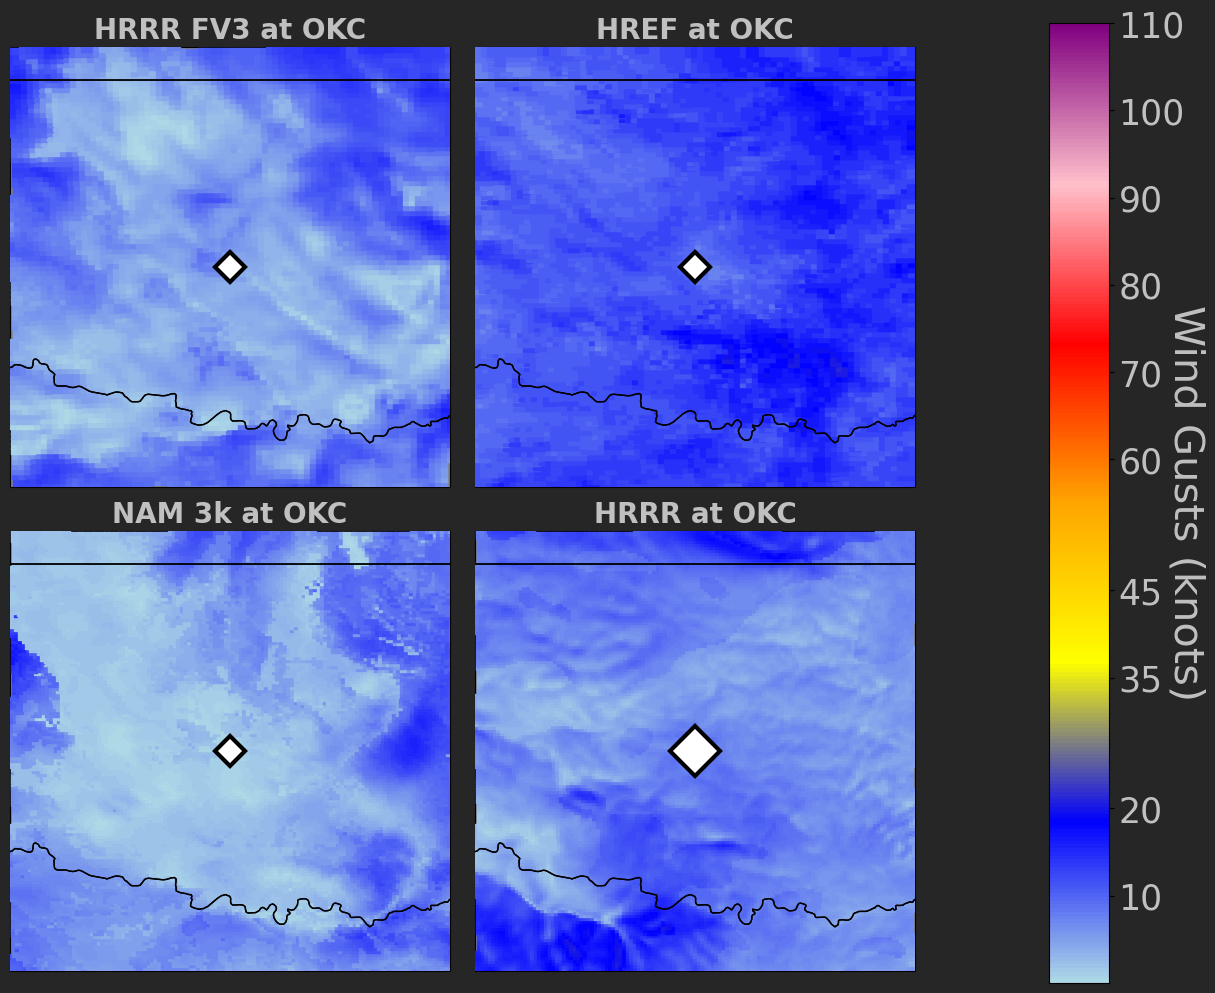 HRRR FV3 at OKC
HREF at OKC
NAM 3k at OKC
HRRR at OKC
110
100
90
80
70
60
45
35
20
10
Wind Gusts (knots)